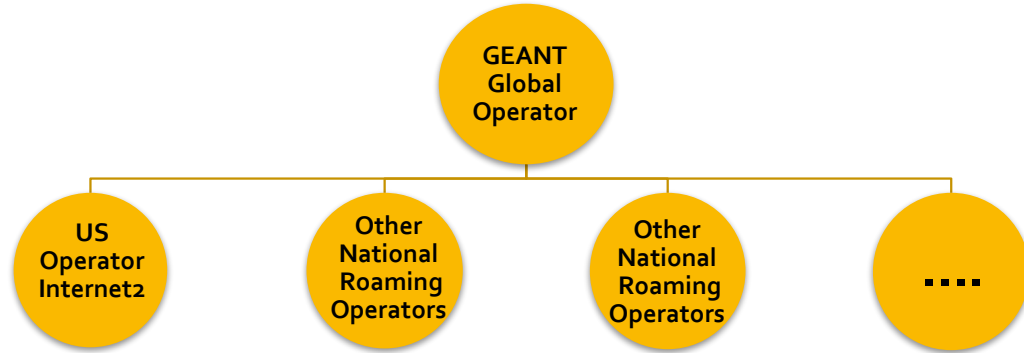 GEANT
Global
Operator
US
Operator
Internet2
Other
National
Roaming
Operators
Other
National
Roaming
Operators
....